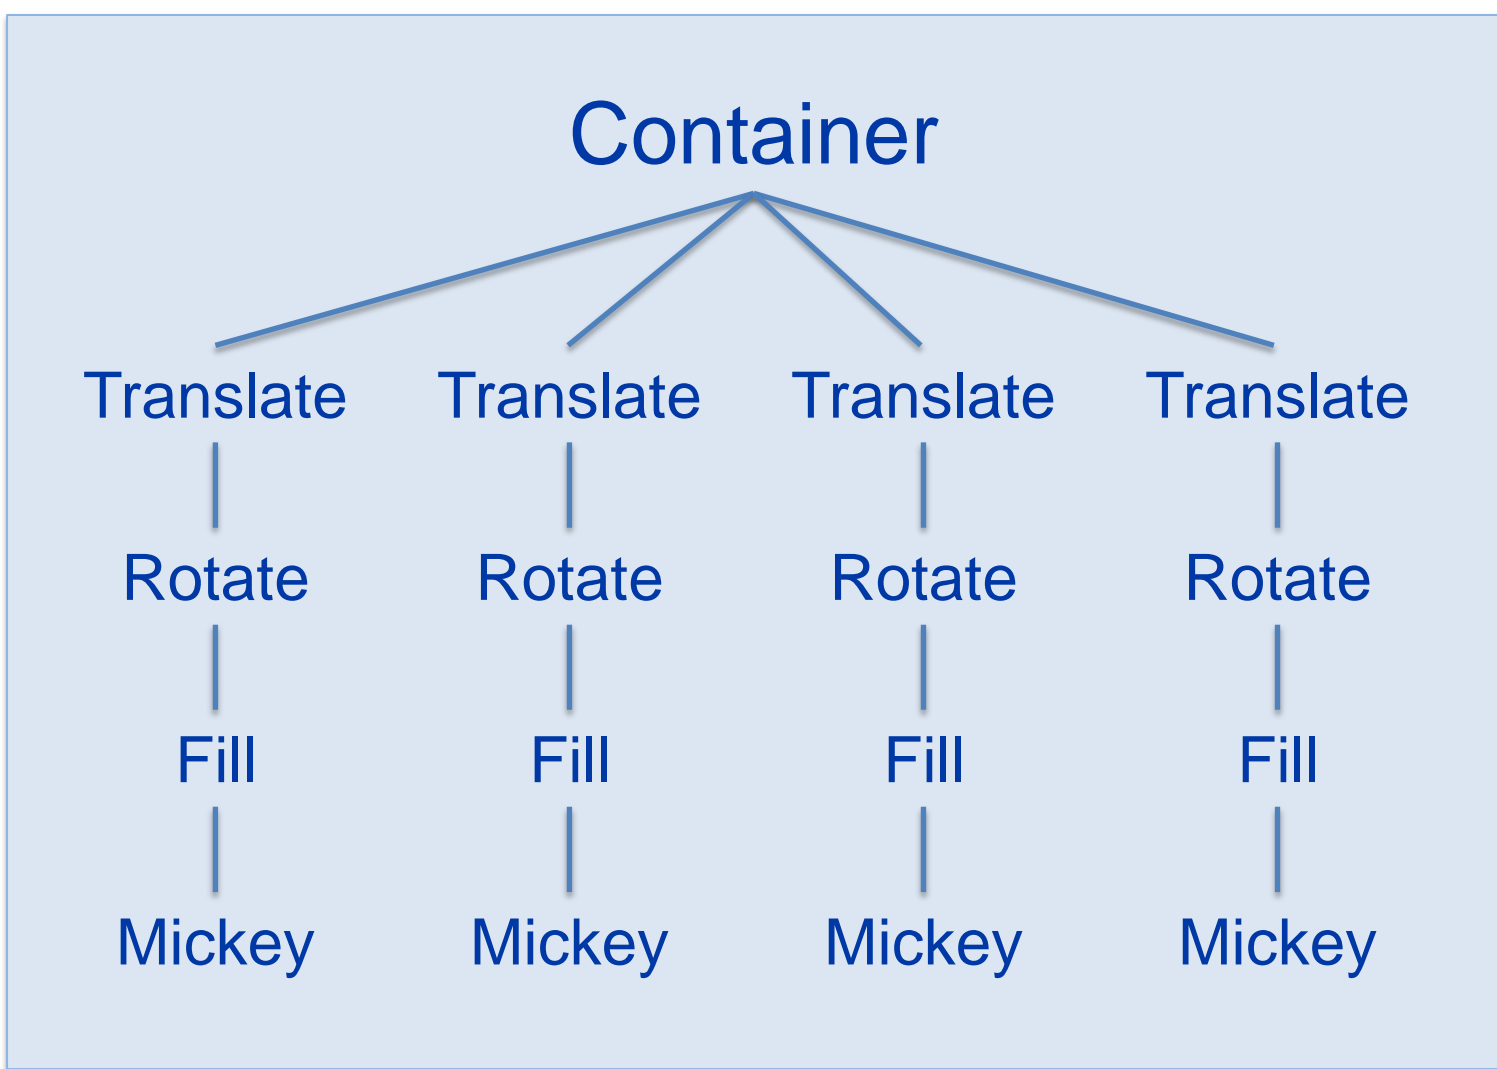 Container
Translate Translate Translate Translate
Rotate Rotate Rotate Rotate
Fill Fill Fill Fill
Mickey Mickey Mickey Mickey